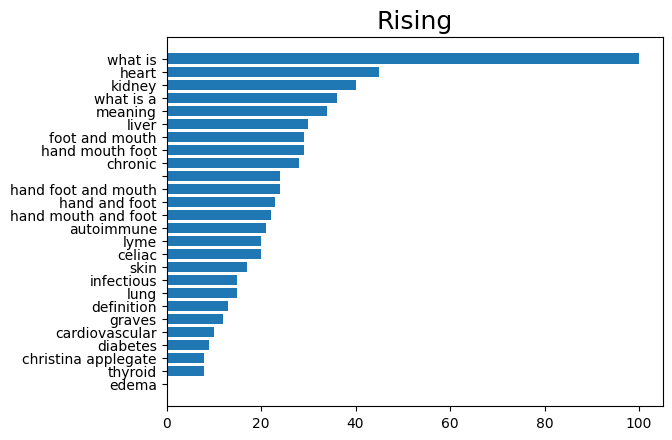 Rising
what is
heart
kidney
what is a
meaning
liver
foot and mouth
hand mouth foot
chronic
hand foot and mouth
hand and foot
hand mouth and foot
autoimmune
lyme
celiac
skin
infectious
lung
definition
graves
cardiovascular
diabetes
christina applegate
thyroid
edema
0 20 40 60 80 100